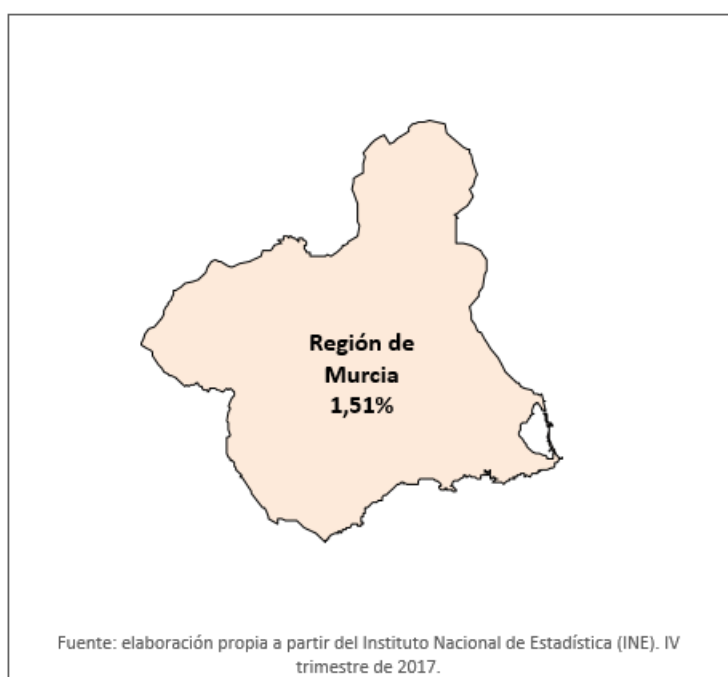 Región de
Murcia
1,51%
Fuente: elaboración propia a partir del Instituto Nacional de Estadística (INE). IV
trimestre de 2017.